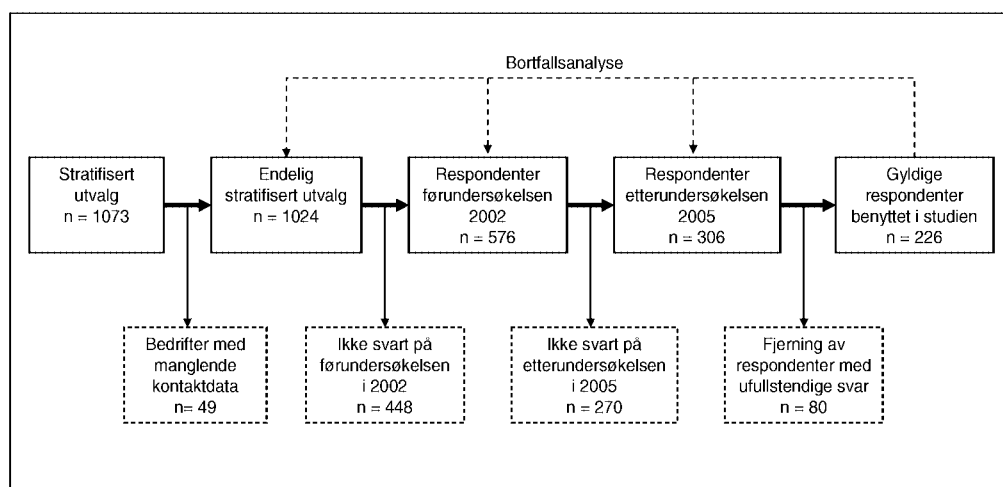 Bortfallsanalyse
Stratifisert
utvalg
n = 1073
Endelig
stratifisert utvalg
n = 1024
Respondenter
førundersøkelsen
2002
n = 576
Respondenter
etterundersøkelsen
2005
n = 306
Gyldige
respondenter
benyttet i studien
n = 226
Bedrifter med
manglende
kontaktdata
n= 49
Ikke svart på
førundersøkelsen
i 2002
n = 448
Ikke svart på
etterundersøkelsen
i 2005
n = 270
Fjerning av
respondenter med
ufullstendige svar
n = 80